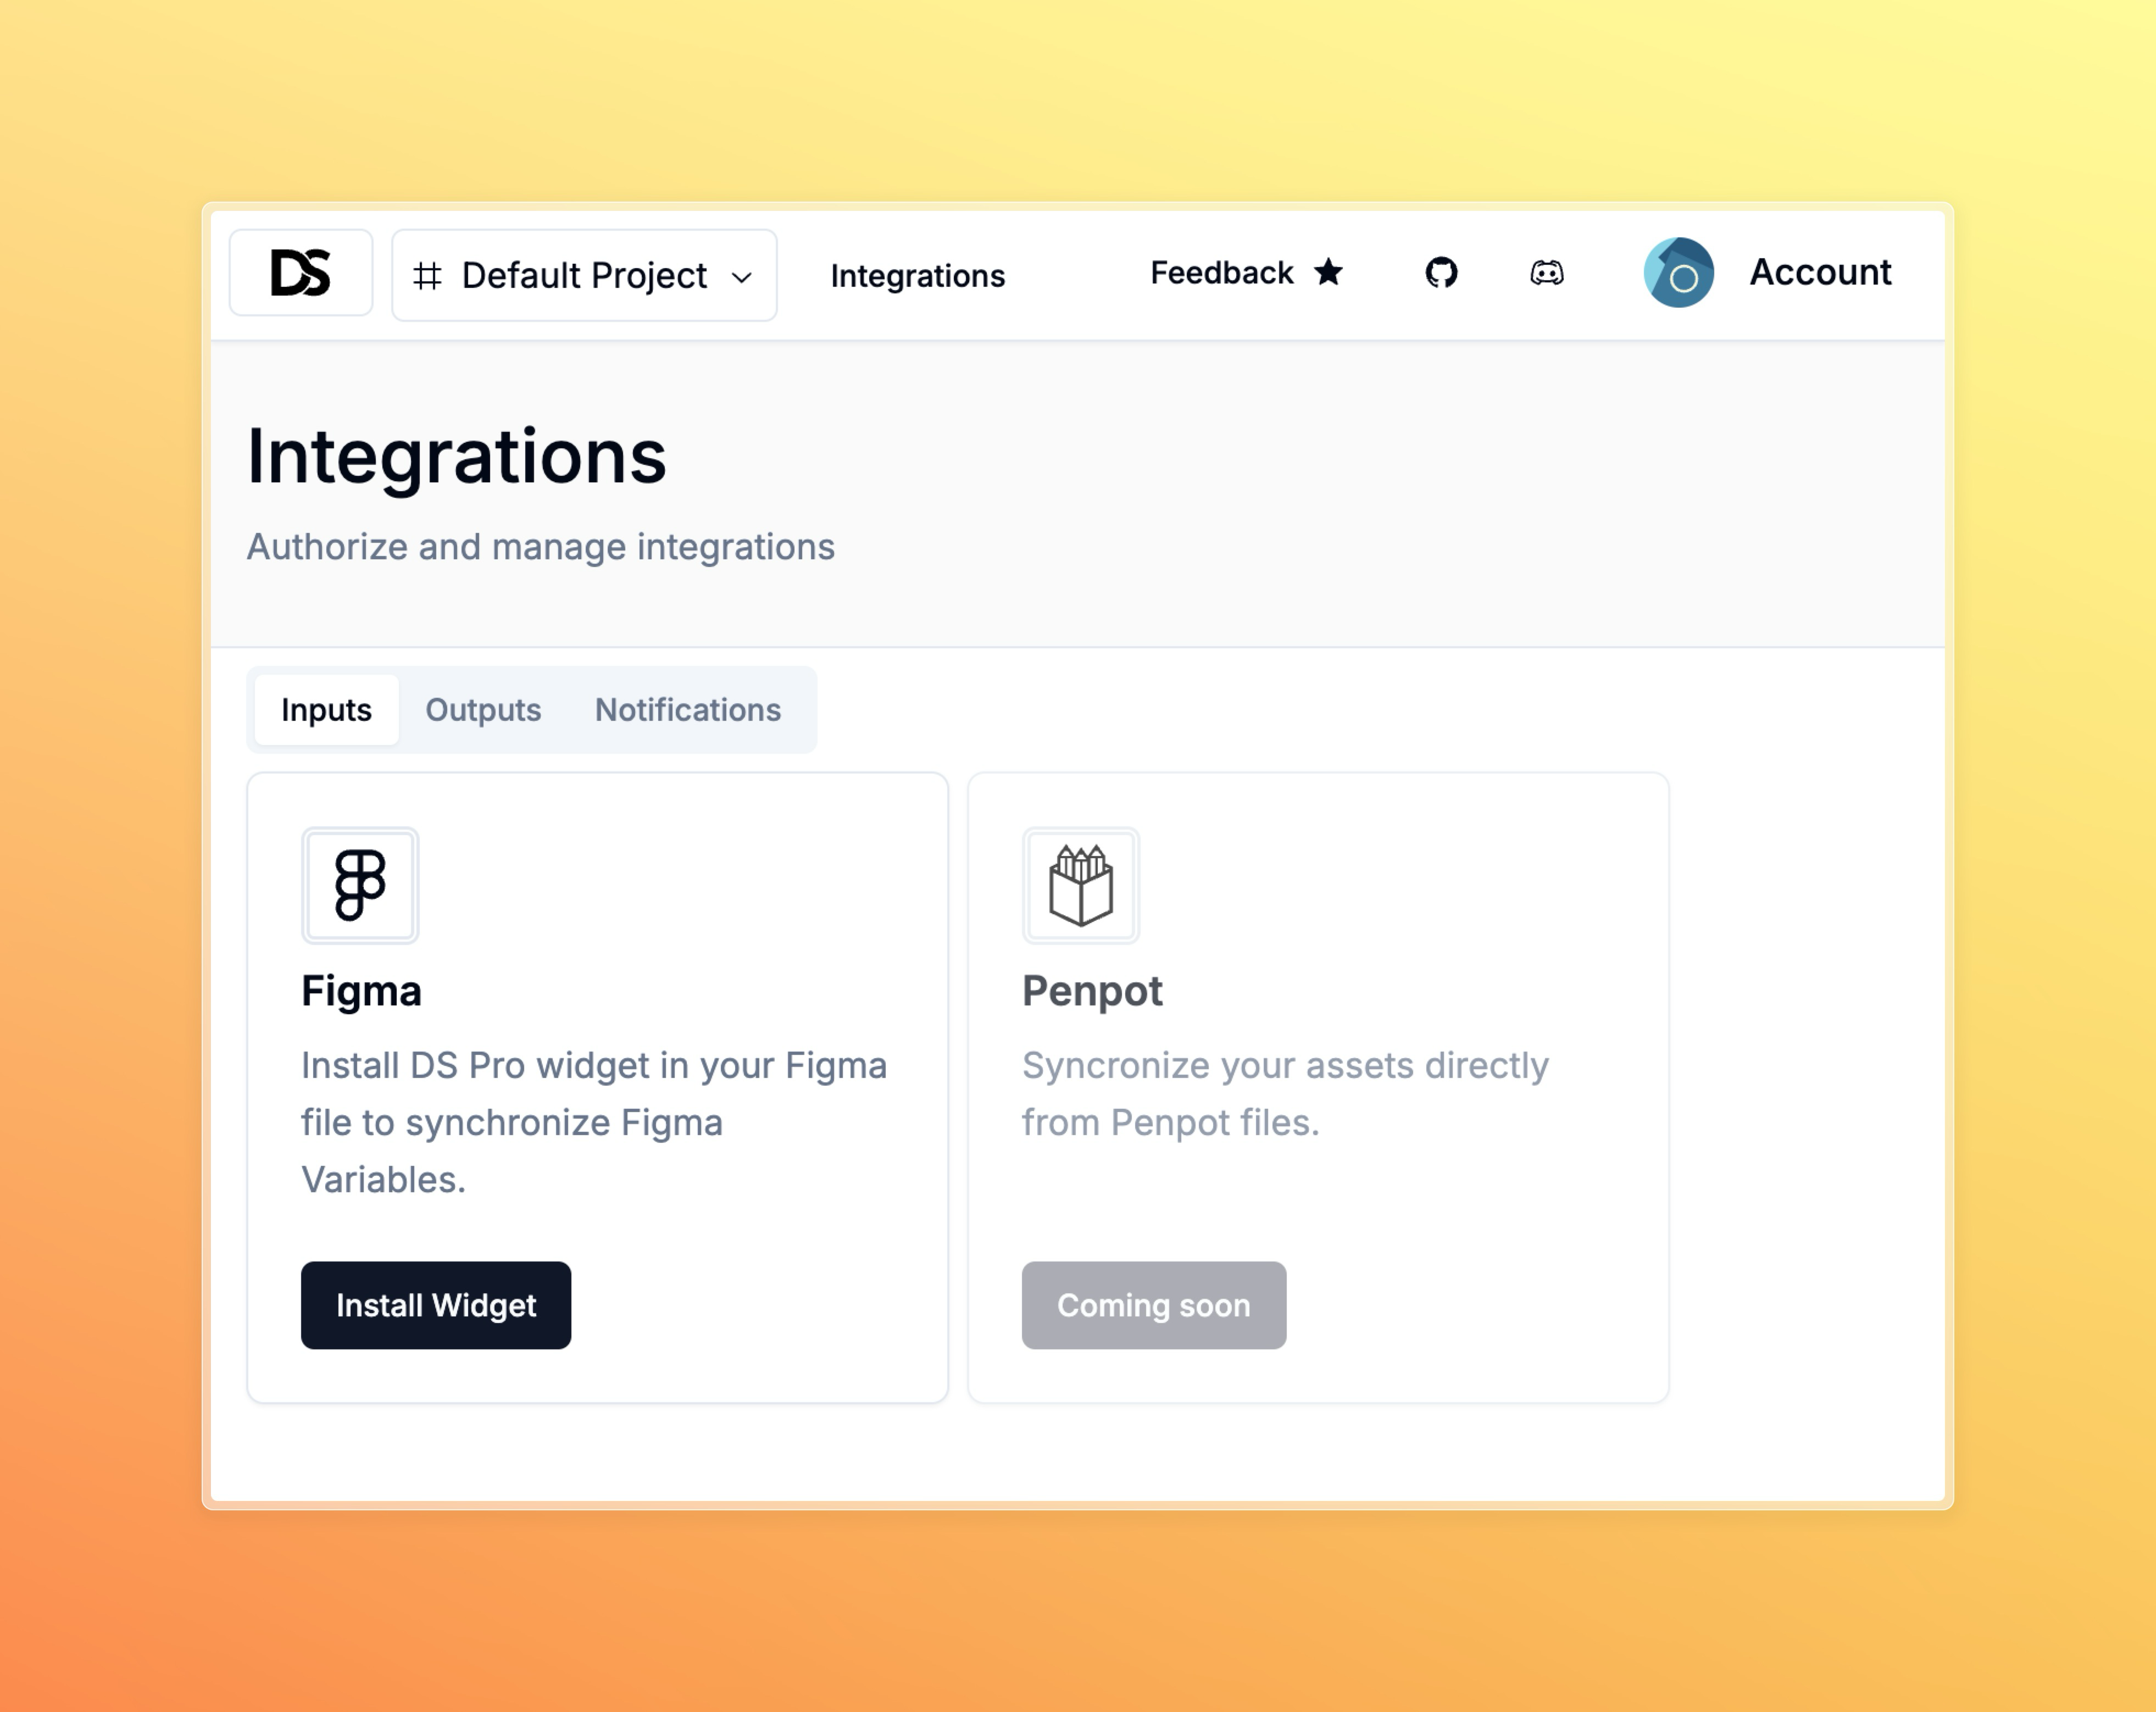 DS
Default Project
Integrations
Feedback
Account
Integrations
Authorize and manage integrations
Inputs
Outputs
Notifications
Figma
Install DS Pro widget in your Figma
file to synchronize Figma
Variables.
Install Widget
Penpot
Syncronize your assets directly
from Penpot files.
Coming soon